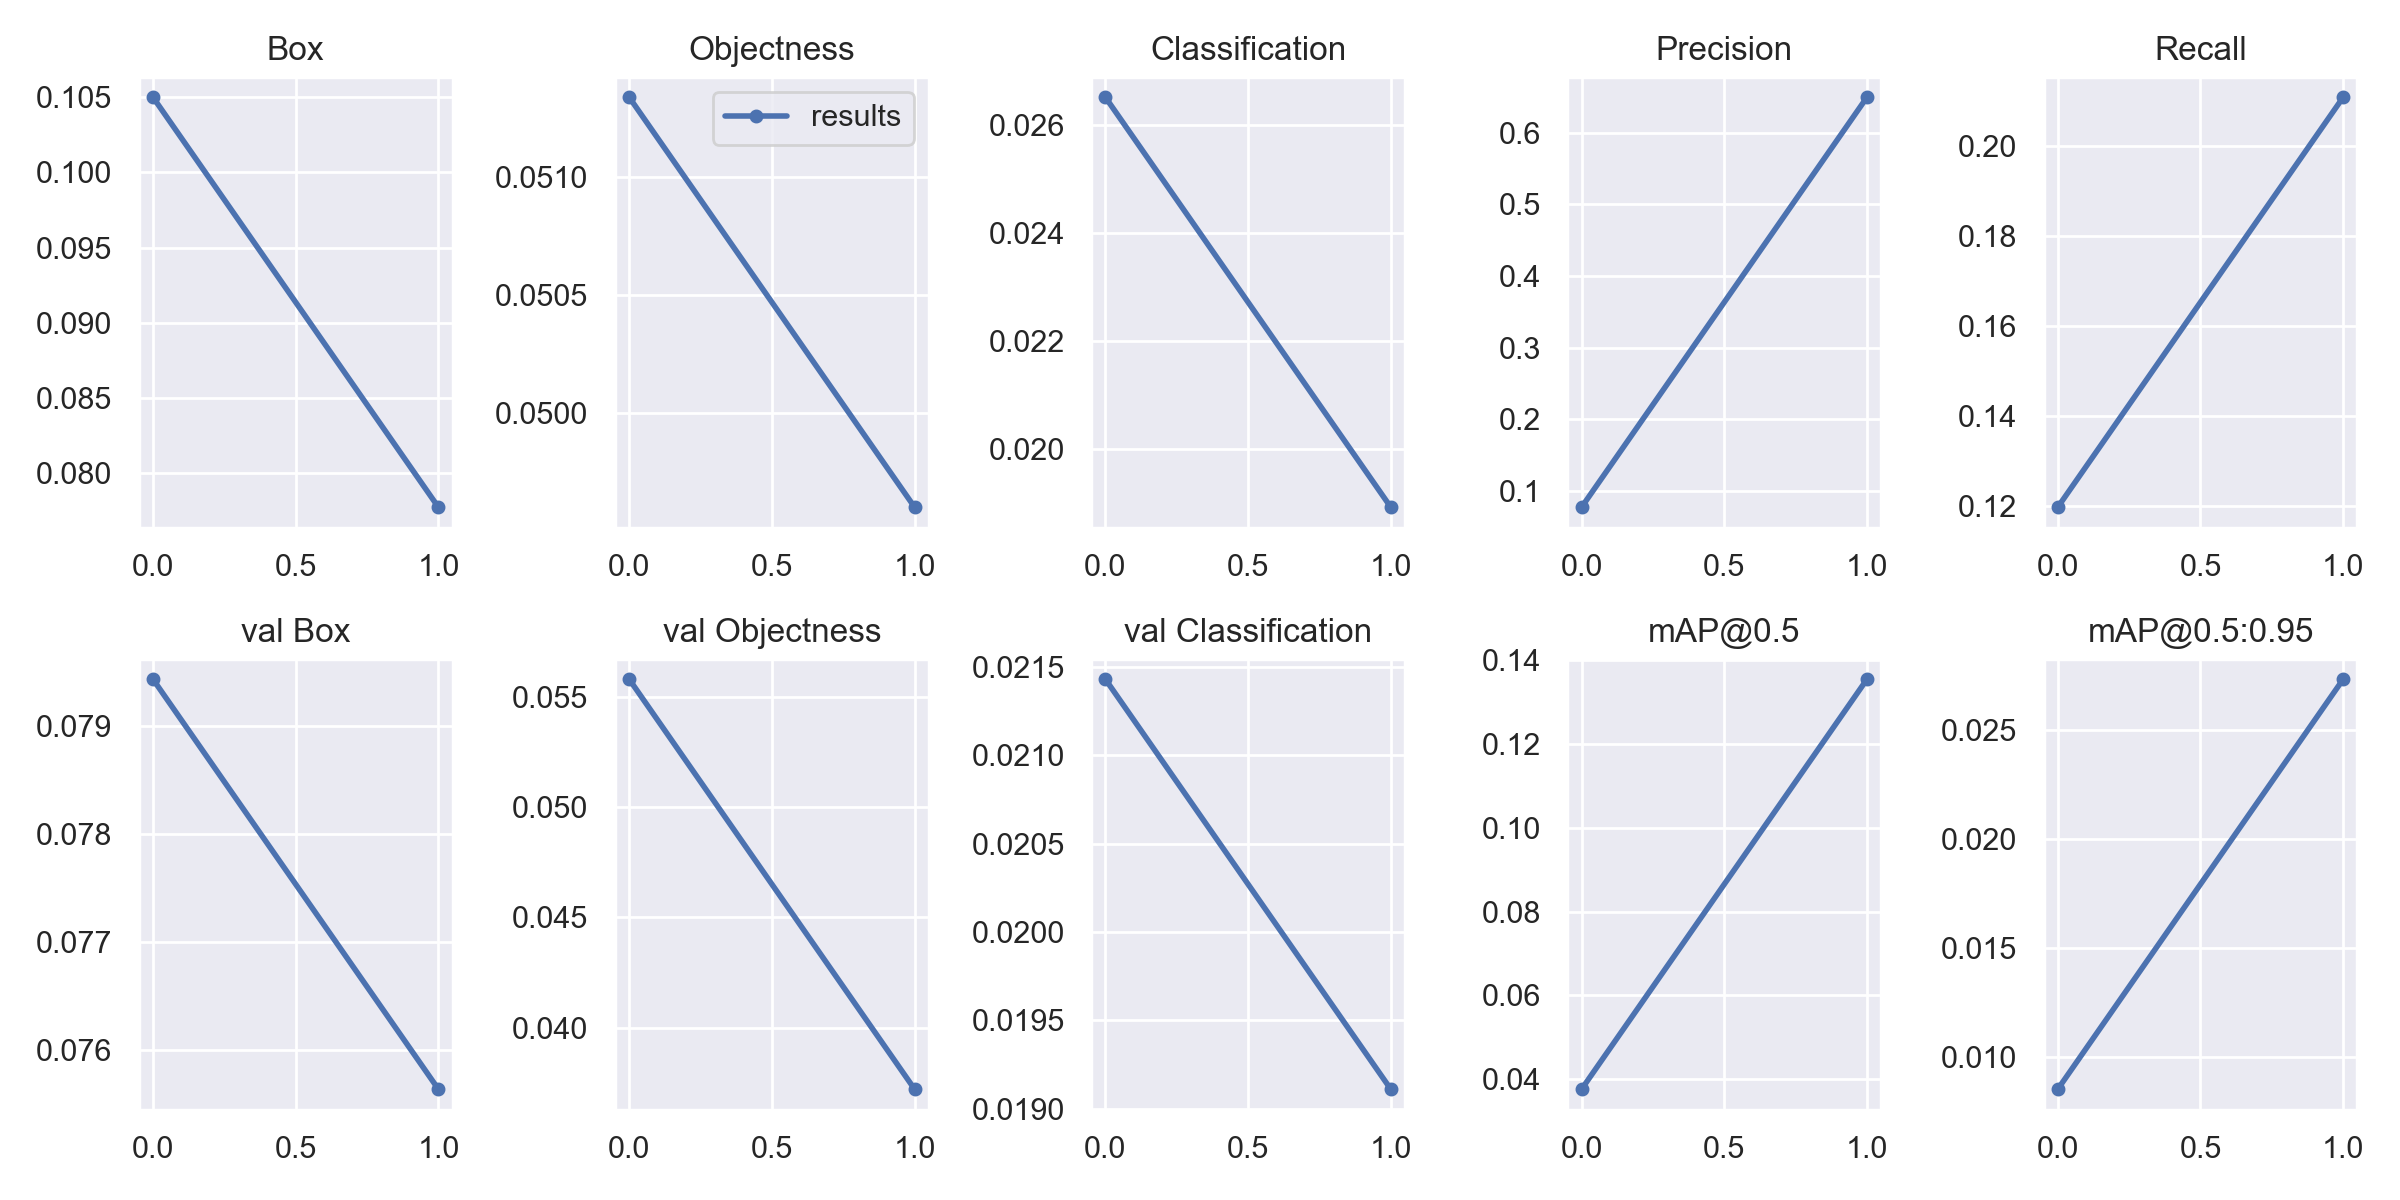 Box
0.105
0.100
0.095
0.090
0.085
0.080
0.0 0.5 1.0
Objectness
results
0.0510
0.0505
0.0500
0.0 0.5 1.0
Classification
0.026
0.024
0.022
0.020
0.0 0.5 1.0
Precision
0.6
0.5
0.4
0.3
0.2
0.1
0.0 0.5 1.0
Recall
0.20
0.18
0.16
0.14
0.12
0.0 0.5 1.0
val Box
0.079
0.078
0.077
0.076
0.0 0.5 1.0
val Objectness
0.055
0.050
0.045
0.040
0.0 0.5 1.0
val Classification
0.0215
0.0210
0.0205
0.0200
0.0195
0.0190
0.0 0.5 1.0
mAP@0.5
0.14
0.12
0.10
0.08
0.06
0.04
0.0 0.5 1.0
mAP@0.5:0.95
0.025
0.020
0.015
0.010
0.0 0.5 1.0